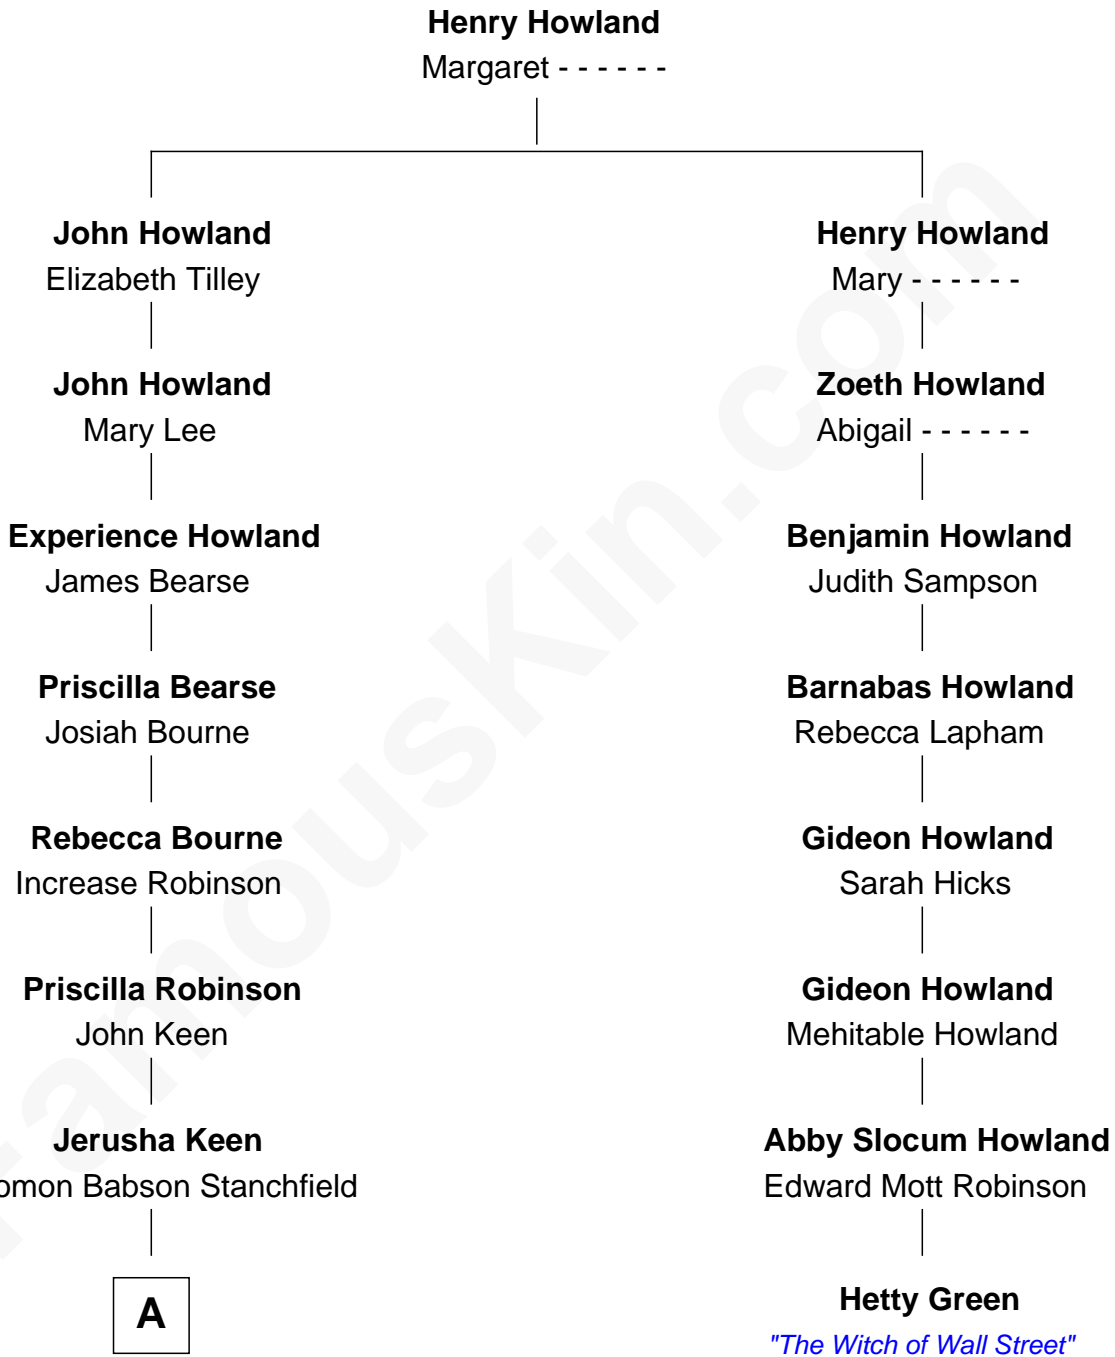 Henry Howland
Margaret - - - - - -
John Howland
Elizabeth Tilley
Henry Howland
Mary - - - - - -
John Howland
Mary Lee
Zoeth Howland
Abigail - - - - - -
Experience Howland
James Bearse
Benjamin Howland
Judith Sampson
Priscilla Bearse
Josiah Bourne
Barnabas Howland
Rebecca Lapham
Rebecca Bourne
Increase Robinson
Gideon Howland
Sarah Hicks
Priscilla Robinson
John Keen
Gideon Howland
Mehitable Howland
Jerusha Keen
omon Babson Stanchfield
Abby Slocum Howland
Edward Mott Robinson
A
Hetty Green
"The Witch of Wall Street"
FamousKin.com